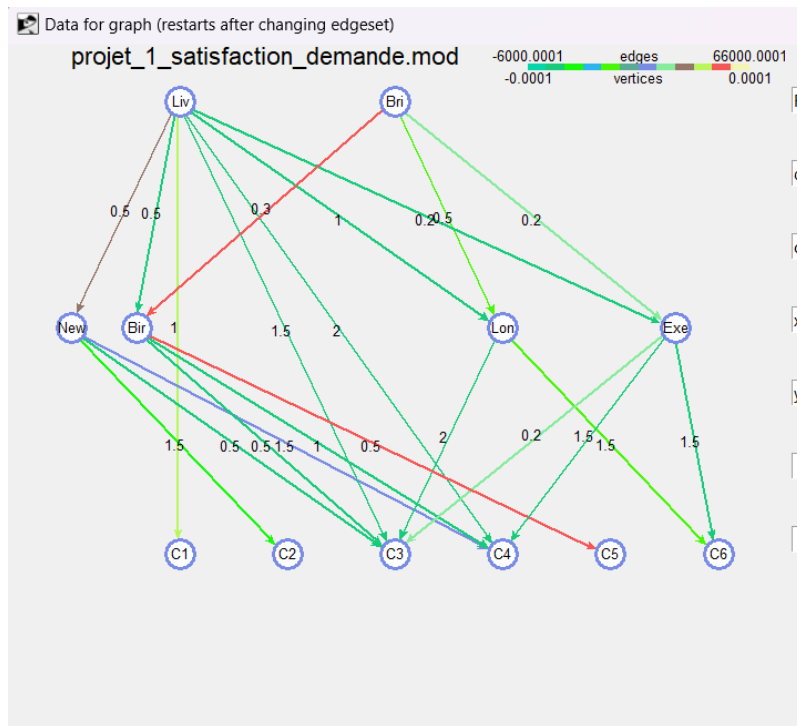 Data for graph (restarts after changing edgeset)
projet_1_satisfaction_demande.mod
-6000.0001 edges 66000.0001
-0.0001 vertices 0.0001
Liv Bri
0.5 0.5 0.3 1 0.2 0.5 0.2
New Bir 1 1.5 2 Lon Exe
1.5 0.5 0.5 1.5 1 0.5 2 0.2 1.5 1.5 1.5
C1 C2 C3 C4 C5 C6